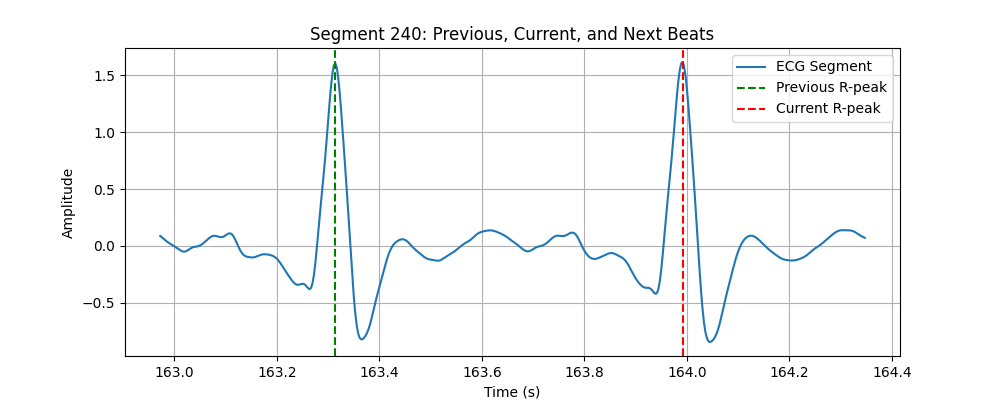 Segment 240: Previous, Current, and Next Beats
ECG Segment
Previous R-peak
Current R-peak
Amplitude
1.5
1.0
0.5
0.0
−0.5
163.0 163.2 163.4 163.6 163.8 164.0 164.2 164.4
Time (s)